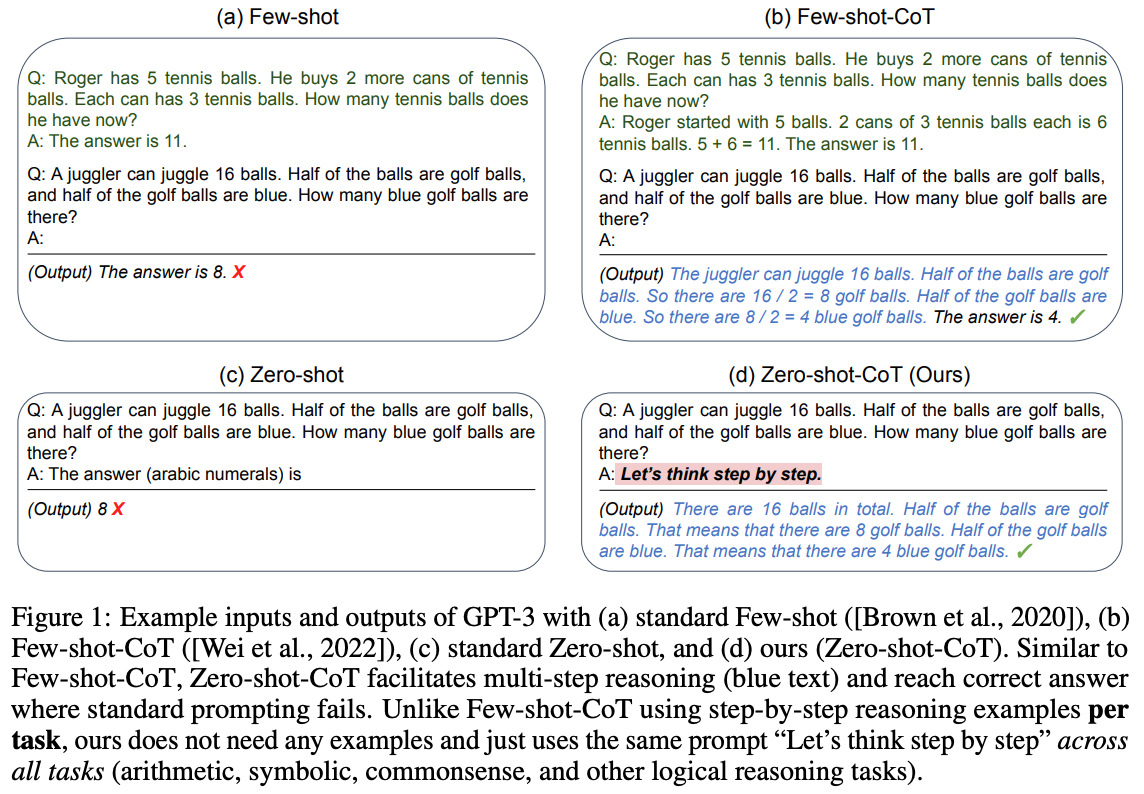 (a) Few-shot
Q: Roger has 5 tennis balls. He buys 2 more cans of tennis
balls. Each can has 3 tennis balls. How many tennis balls does
he have now?
A: The answer is 11.
Q: A juggler can juggle 16 balls. Half of the balls are golf balls,
and half of the golf balls are blue. How many blue golf balls are
there?
A:
(Output) The answer is 8. X
(b) Few-shot-CoT
Q: Roger has 5 tennis balls. He buys 2 more cans of tennis
balls. Each can has 3 tennis balls. How many tennis balls does
he have now?
A: Roger started with 5 balls. 2 cans of 3 tennis balls each is 6
tennis balls. 5 + 6 = 11. The answer is 11.
Q: A juggler can juggle 16 balls. Half of the balls are golf balls,
and half of the golf balls are blue. How many blue golf balls are
there?
A:
(Output) The juggler can juggle 16 balls. Half of the balls are golf
balls. So there are 16 / 2 = 8 golf balls. Half of the golf balls are
blue. So there are 8 / 2 = 4 blue golf balls. The answer is 4. ✓
(c) Zero-shot
Q: A juggler can juggle 16 balls. Half of the balls are golf balls,
and half of the golf balls are blue. How many blue golf balls are
there?
A: The answer (arabic numerals) is
(Output) 8 X
(d) Zero-shot-CoT (Ours)
Q: A juggler can juggle 16 balls. Half of the balls are golf balls,
and half of the golf balls are blue. How many blue golf balls are
there?
A: Let's think step by step.
(Output) There are 16 balls in total. Half of the balls are golf
balls. That means that there are 8 golf balls. Half of the golf balls
are blue. That means that there are 4 blue golf balls. ✓
Figure 1: Example inputs and outputs of GPT-3 with (a) standard Few-shot ([Brown et al., 2020]), (b)
Few-shot-CoT ([Wei et al., 2022]), (c) standard Zero-shot, and (d) ours (Zero-shot-CoT). Similar to
Few-shot-CoT, Zero-shot-CoT facilitates multi-step reasoning (blue text) and reach correct answer
where standard prompting fails. Unlike Few-shot-CoT using step-by-step reasoning examples per
task, ours does not need any examples and just uses the same prompt “Let’s think step by step” across
all tasks (arithmetic, symbolic, commonsense, and other logical reasoning tasks).